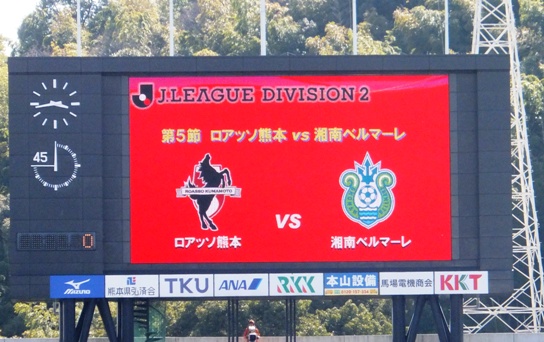 J.LEAGUE DIVISION 2
第5節 ロアッソ熊本 vs 湘南ベルマーレ
ROASSO KUMAMOTO
VS
ロアッソ熊本
湘南ベルマーレ
45
0
MIZUNO
熊本県弘済会
TKU
ANA
RKK
本山設備
馬場電機商会
KKT